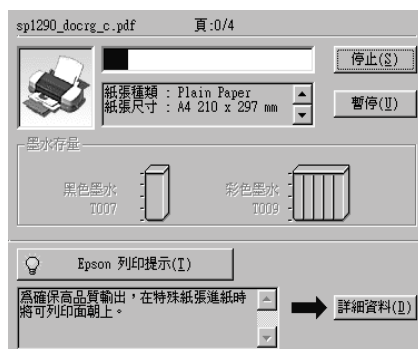 sp1290_docrg_c.pdf 頁:0/4
停止(S)
紙張種類 : Plain Paper
紙張尺寸 : A4 210 x 297 mm
暫停(U)
墨水存量
黑色墨水
T007
彩色墨水
T009
Epson 列印提示(I)
為確保高品質輸出，在特殊紙張進紙時
將可列印面朝上。
詳細資料(D)